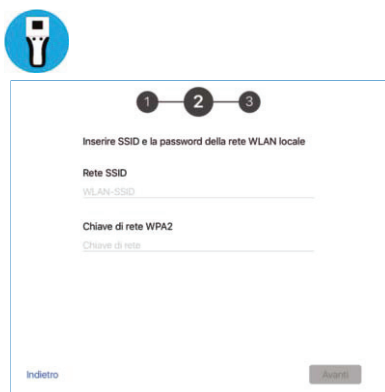 1 2 3
Inserire SSID e la password della rete WLAN locale
Rete SSID
WLAN-SSID
Chiave di rete WPA2
Chiave di rete
Indietro Avanti